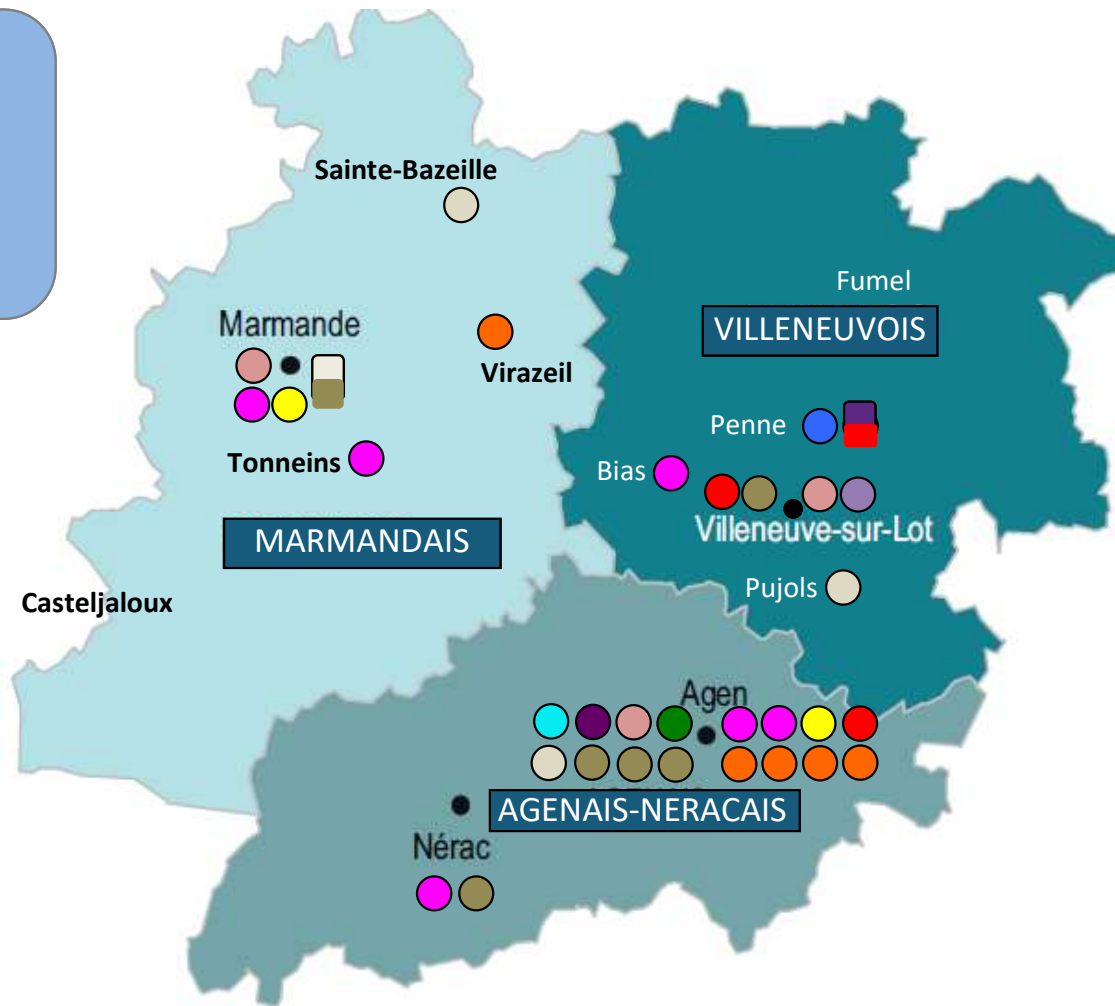 Sainte-Bazeille
Fumel
Marmande
VILLENEUVOIS
Virazeil
Penne
Tonneins
Bias
Villeneuve-sur-Lot
MARMANDAIS
Pujols
Casteljaloux
Agen
AGENAIS-NERACAIS
Nérac